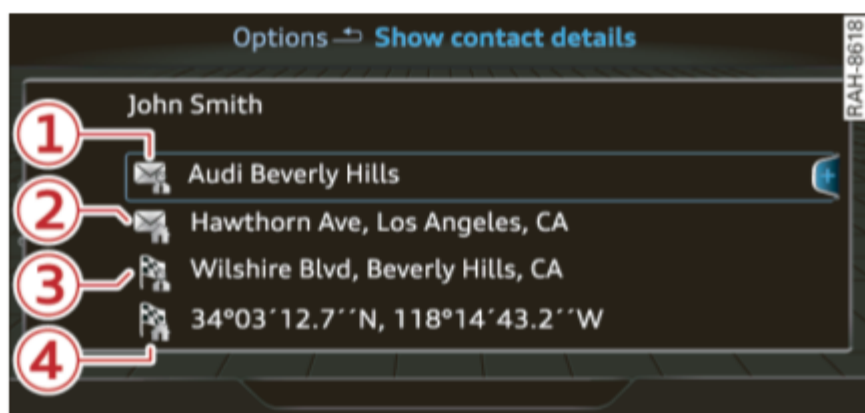 Options Show contact details
RAH-8618
John Smith
1
Audi Beverly Hills
2
Hawthorn Ave, Los Angeles, CA
3
Wilshire Blvd, Beverly Hills, CA
34°03´12.7´´N, 118°14´43.2´´W
4